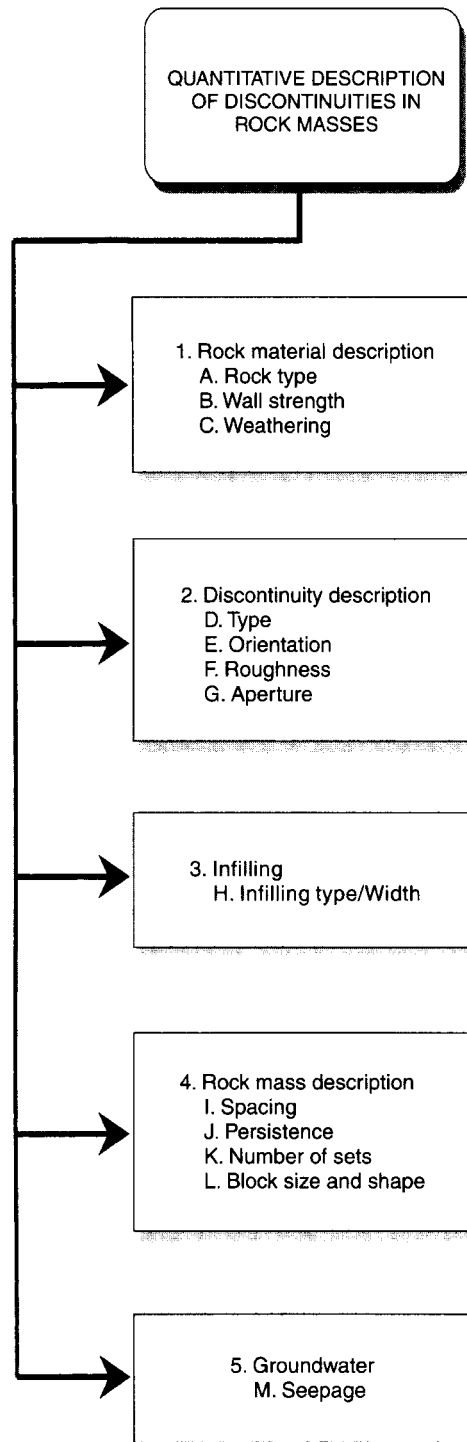 QUANTITATIVE DESCRIPTION
OF DISCONTINUITIES IN
ROCK MASSES
1. Rock material description
A. Rock type
B. Wall strength
C. Weathering
2. Discontinuity description
D. Type
E. Orientation
F. Roughness
G. Aperture
3. Infilling
H. Infilling type/Width
4. Rock mass description
I. Spacing
J. Persistence
K. Number of sets
L. Block size and shape
5. Groundwater
M. Seepage